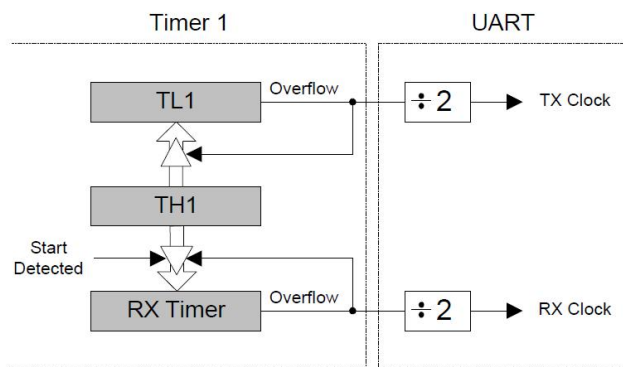 Timer 1
UART
TL1
Overflow
÷ 2
TX Clock
TH1
Start
Detected
RX Timer
Overflow
÷ 2
RX Clock